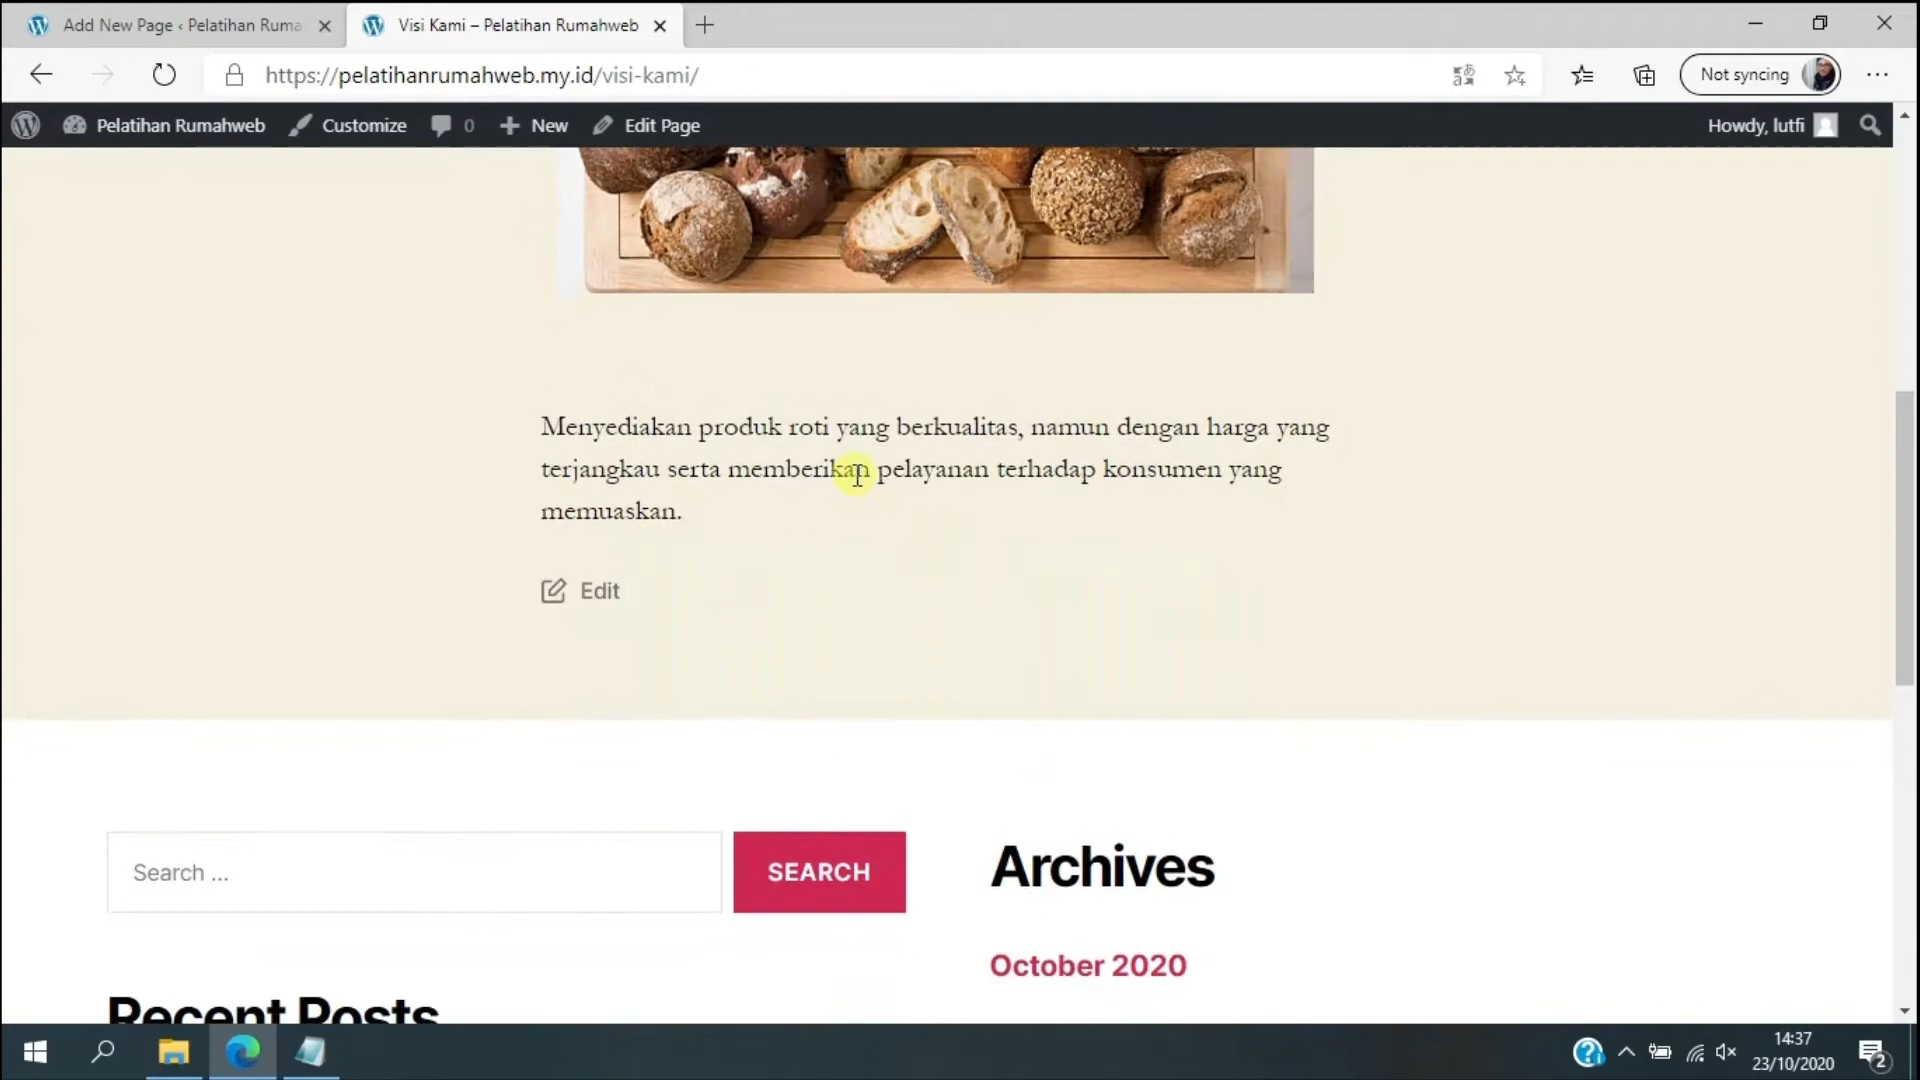 Add New Page ‹ Pelatihan Ruma
Visi Kami – Pelatihan Rumahweb
https://pelatihanrumahweb.my.id/visi-kami/
Not syncing
Pelatihan Rumahweb
Customize
0
New
Edit Page
Howdy, lutfi
Menyediakan produk roti yang berkualitas, namun dengan harga yang
terjangkau serta memberikan pelayanan terhadap konsumen yang
memuaskan.
Edit
Search ...
SEARCH
Archives
October 2020
Recent Posts
14:37
23/10/2020
2